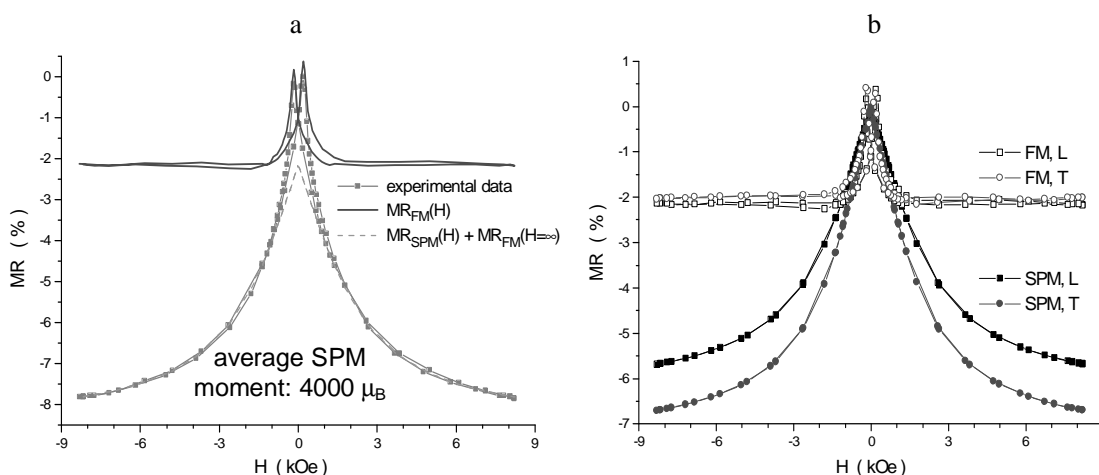 a
MR ( % )
0
-1
-2
-3
-4
-5
-6
-7
-8
experimental data
MR_FM(H)
MR_SPM(H) + MR_FM(H=∞)
average SPM
moment: 4000 μ_B
-9 -6 -3 0 3 6 9
H ( kOe)
b
MR ( % )
1
0
-1
-2
-3
-4
-5
-6
-7
FM, L
FM, T
SPM, L
SPM, T
-9 -6 -3 0 3 6
H ( kOe)